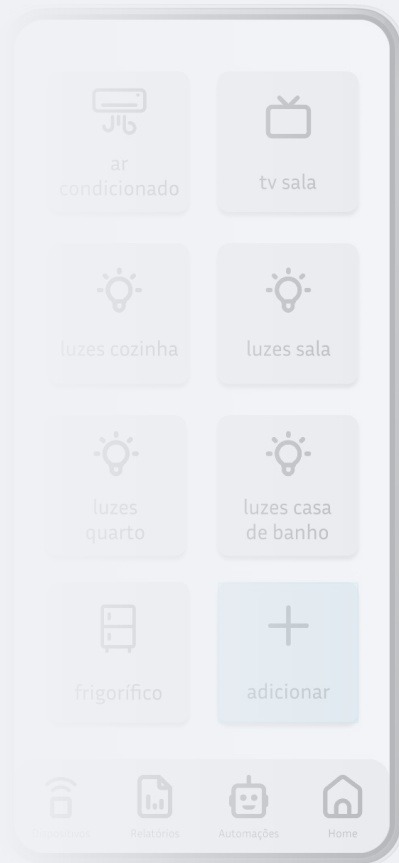 ar
condicionado
tv sala
luzes cozinha
luzes sala
luzes
quarto
luzes casa
de banho
frigorífico
adicionar
Relatórios
Automações
Home